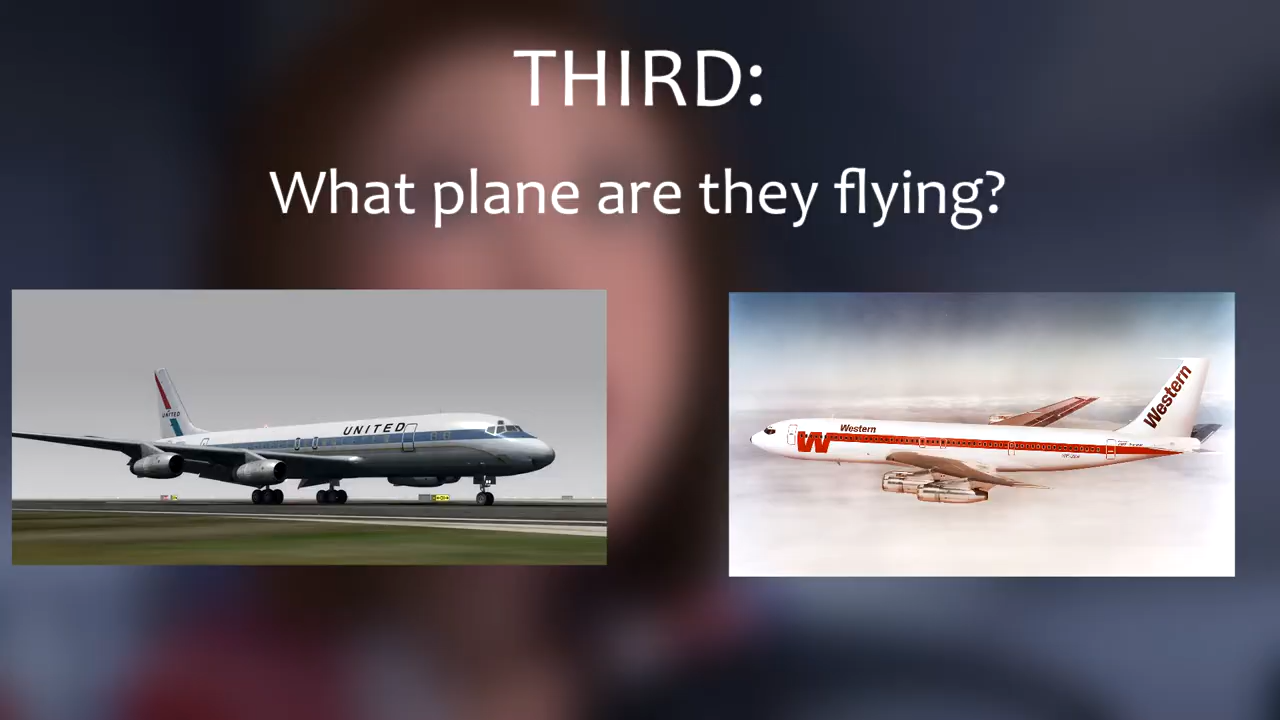 THIRD:
What plane are they flying?
UNITED
UNITED
Western
Western
W